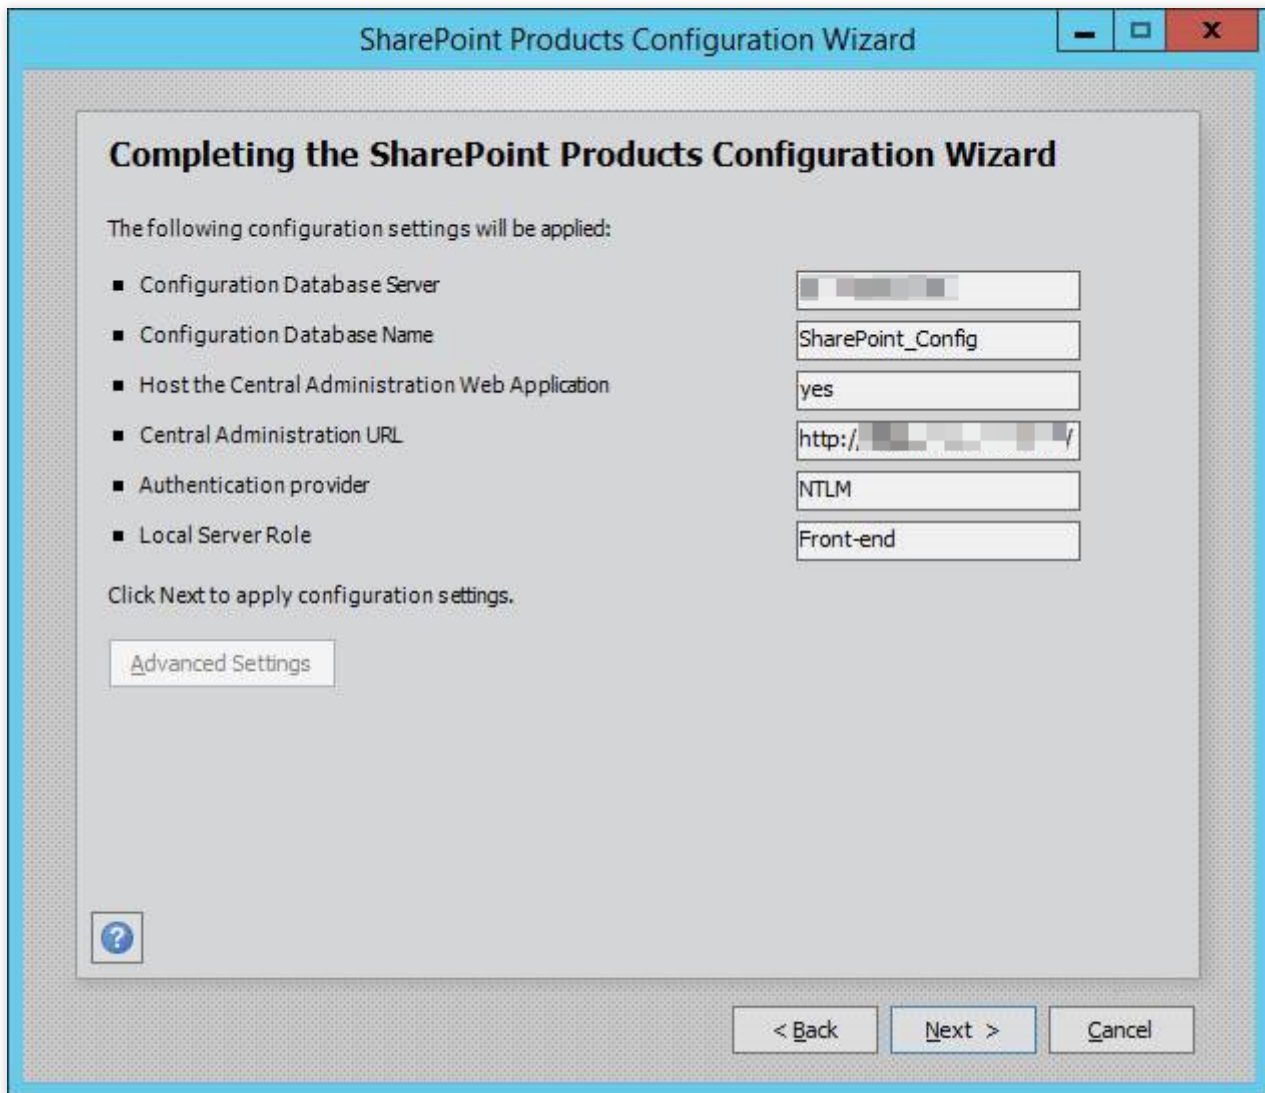 SharePoint Products Configuration Wizard
Completing the SharePoint Products Configuration Wizard
The following configuration settings will be applied:
Configuration Database Server
Configuration Database Name SharePoint_Config
Host the Central Administration Web Application yes
Central Administration URL http:// /
Authentication provider NTLM
Local Server Role Front-end
Click Next to apply configuration settings.
Advanced Settings
?
< Back Next > Cancel